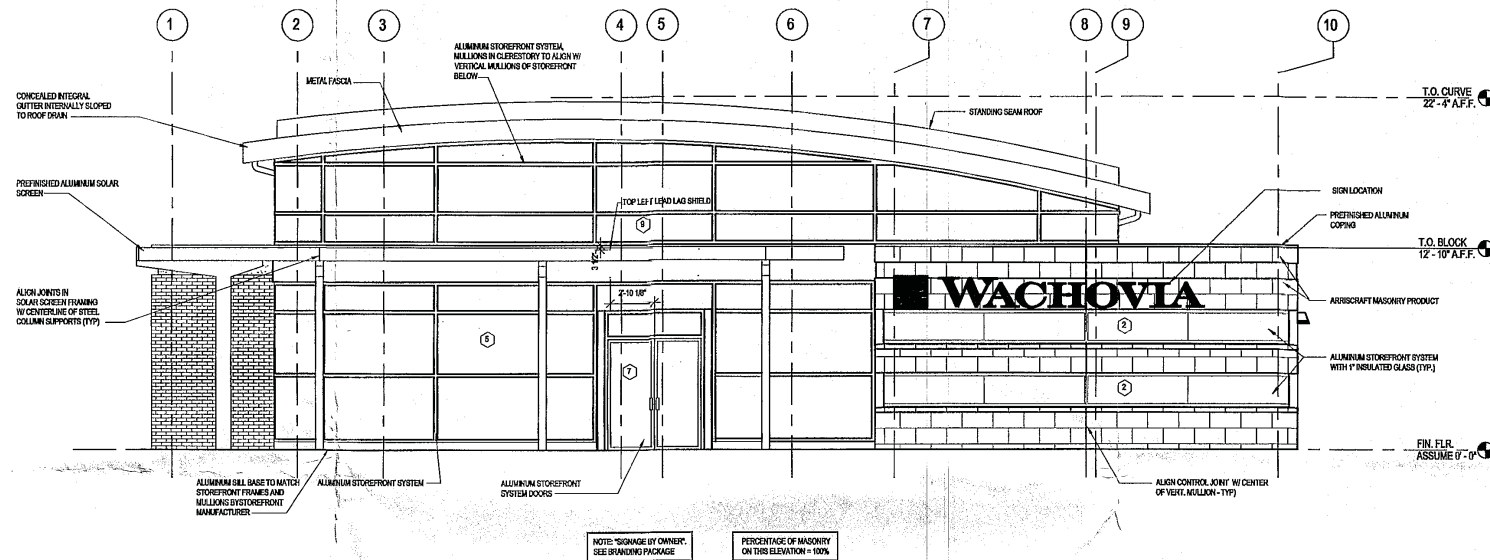 1
2
3
4
5
6
7
8
9
10
ALUMINUM STOREFRONT SYSTEM,
MULLIONS IN CLERESTORY TO ALIGN W/
VERTICAL MULLIONS OF STOREFRONT
BELOW
METAL FASCIA
CONCEALED INTEGRAL
GUTTER INTERNALLY SLOPED
TO ROOF DRAIN
T.O. CURVE
22' - 4" A.F.F.
STANDING SEAM ROOF
PREFINISHED ALUMINUM SOLAR
SCREEN
SIGN LOCATION
TOP LEFT LEAD LAG SHIELD
PREFINISHED ALUMINUM
COPING
9
T.O. BLOCK
12' - 10" A.F.F.
3 1/2"
ALIGN JOINTS IN
SOLAR SCREEN FRAMING
W/ CENTERLINE OF STEEL
COLUMN SUPPORTS (TYP)
2'-10 1/8"
WACHOVIA
ARRISCRAFT MASONRY PRODUCT
2
5
7
ALUMINUM STOREFRONT SYSTEM
WITH 1" INSULATED GLASS (TYP.)
2
FIN. FLR.
ASSUME 0' - 0"
ALUMINUM SILL BASE TO MATCH
STOREFRONT FRAMES AND
MULLIONS BYSTOREFRONT
MANUFACTURER
ALUMINUM STOREFRONT SYSTEM
ALUMINUM STOREFRONT
SYSTEM DOORS
ALIGN CONTROL JOINT W/ CENTER
OF VERT. MULLION - TYP)
NOTE: "SIGNAGE BY OWNER".
SEE BRANDING PACKAGE
PERCENTAGE OF MASONRY
ON THIS ELEVATION = 100%